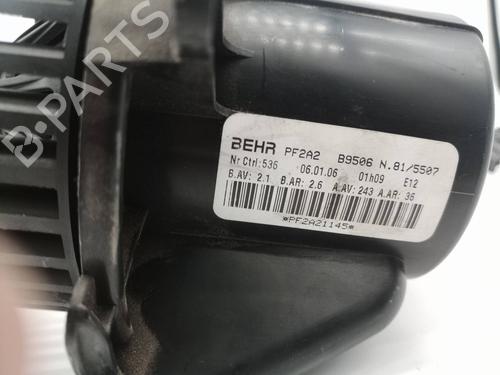 B-PARTS
BEHR PF2A2 B9506 N.81/5507
Nr Ctrl:536 06.01.06 01h09 E12
B.AV: 2.1 B.AR: 2.6 A.AV: 243 A.AR: 36
*PF2A21145*